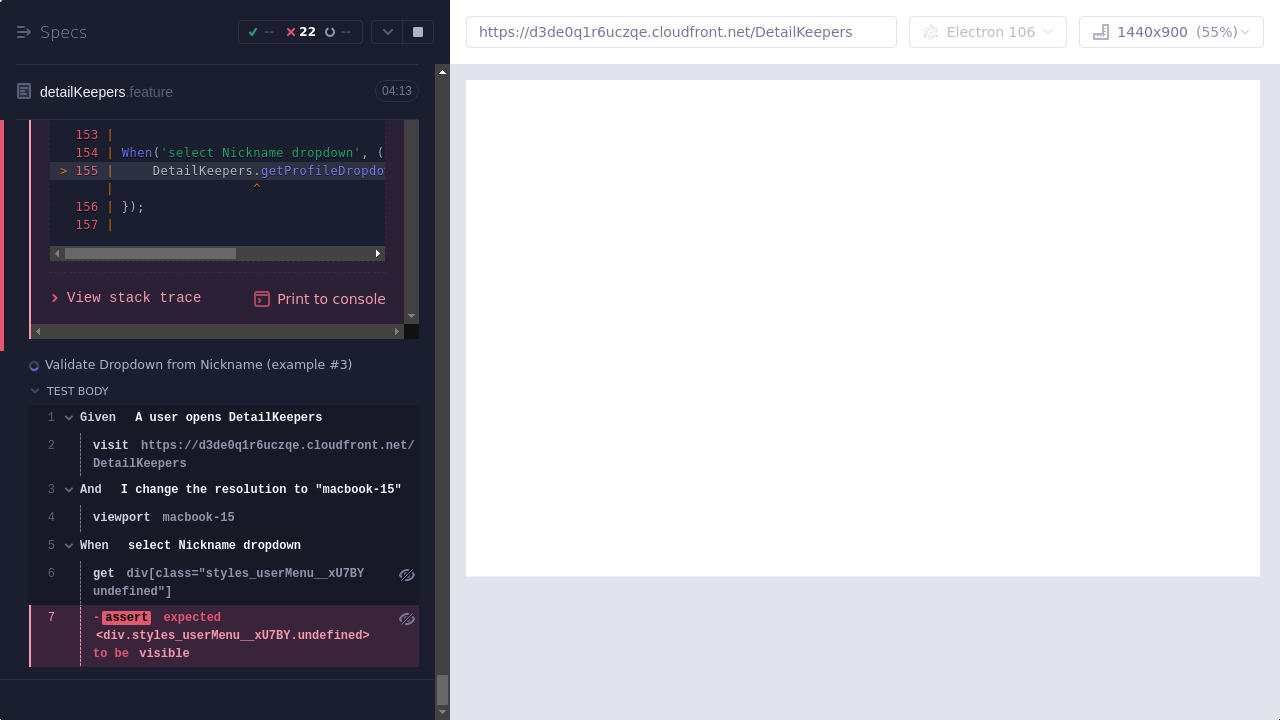 Specs
-- 22 --
https://d3de0q1r6uczqe.cloudfront.net/DetailKeepers
Electron 106
1440x900 (55%)
detailKeepers.feature
04:13
153 |
154 | When('select Nickname dropdown', (
> 155 | DetailKeepers.getProfileDropdo
| ^
156 | });
157 |
View stack trace
Print to console
Validate Dropdown from Nickname (example #3)
TEST BODY
1 Given A user opens DetailKeepers
2 visit https://d3de0q1r6uczqe.cloudfront.net/
DetailKeepers
3 And I change the resolution to "macbook-15"
4 viewport macbook-15
5 When select Nickname dropdown
6 get div[class="styles_userMenu__xU7BY
undefined"]
7 -assert expected
<div.styles_userMenu__xU7BY.undefined>
to be visible